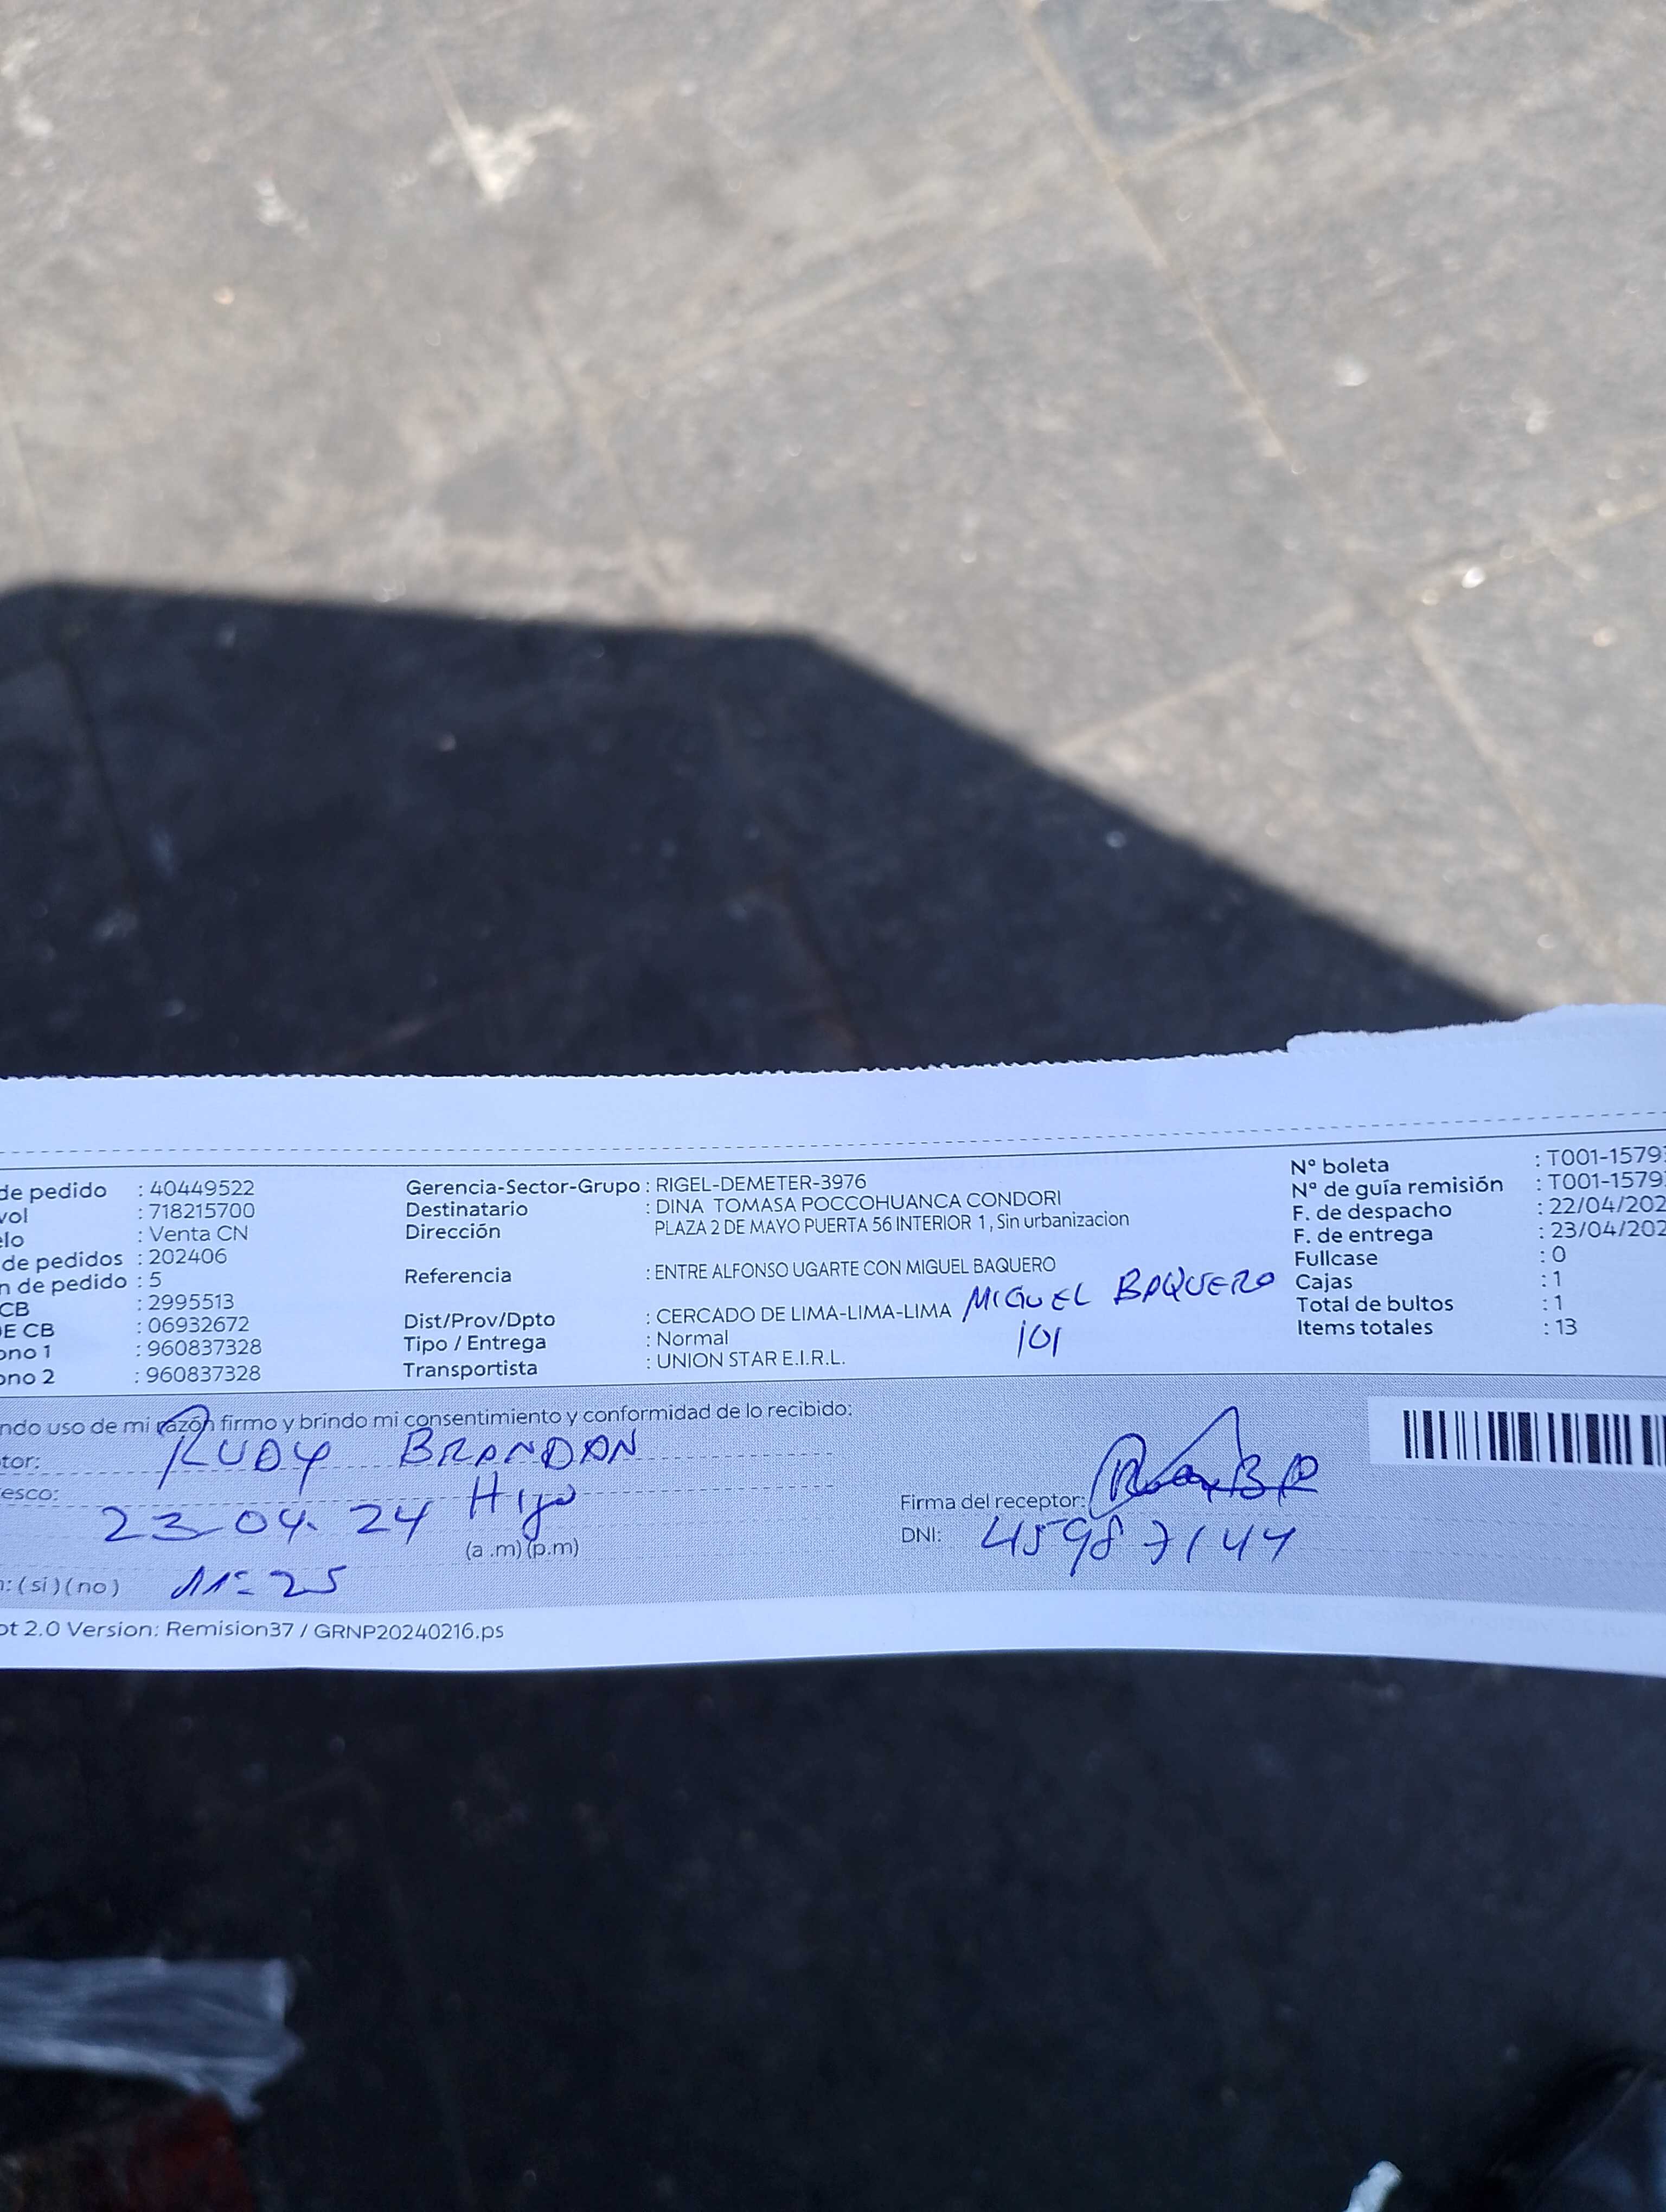 de pedido : 40449522
vol : 718215700
elo : Venta CN
de pedidos : 202406
n de pedido : 5
CB : 2995513
E CB : 06932672
ono 1 : 960837328
ono 2 : 960837328
Gerencia-Sector-Grupo : RIGEL-DEMETER-3976
Destinatario : DINA TOMASA POCCOHUANCA CONDORI
Dirección PLAZA 2 DE MAYO PUERTA 56 INTERIOR 1, Sin urbanizacion
Referencia : ENTRE ALFONSO UGARTE CON MIGUEL BAQUERO
Dist/Prov/Dpto : CERCADO DE LIMA-LIMA-LIMA MIGUEL BAQUERO
Tipo / Entrega : Normal 101
Transportista : UNION STAR E.I.R.L.
Nº boleta : T001-1579
Nº de guía remisión : T001-1579
F. de despacho : 22/04/202
F. de entrega : 23/04/202
Fullcase : 0
Cajas : 1
Total de bultos : 1
Items totales : 13
ndo uso de mi razón firmo y brindo mi consentimiento y conformidad de lo recibido:
tor: RUDY BRANDON
esco: Hijo
23-04-24
(a .m) (p.m)
n: (si) (no) 11:25
Firma del receptor:
DNI: 45987144
ot 2.0 Version: Remision37 / GRNP20240216.ps